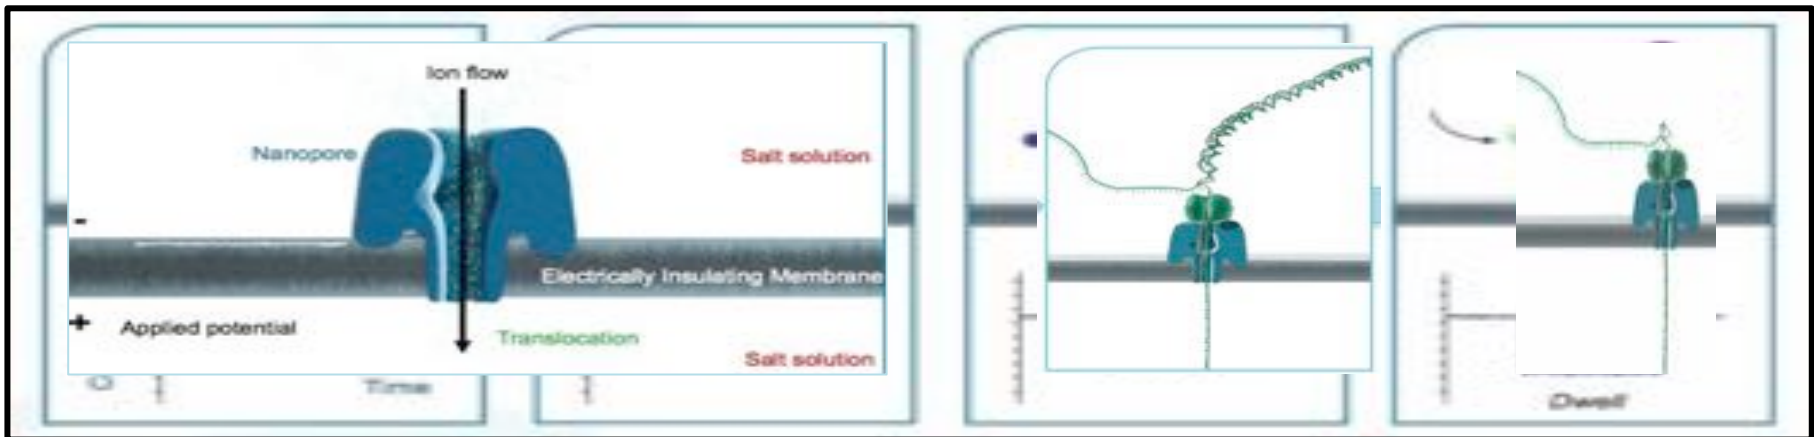 Ion flow
Nanopore
Salt solution
-
Electrically Insulating Membrane
+
Applied potential
Translocation
Salt solution
Time
Dwell